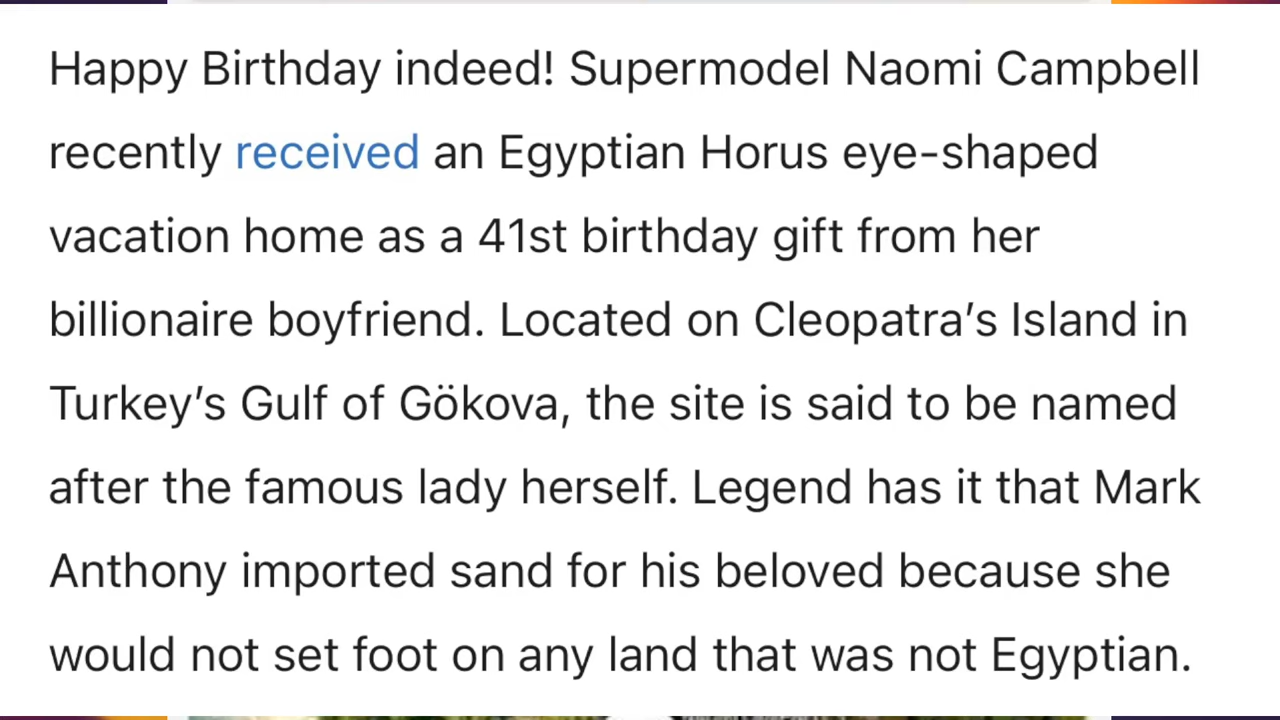 Happy Birthday indeed! Supermodel Naomi Campbell
recently received an Egyptian Horus eye-shaped
vacation home as a 41st birthday gift from her
billionaire boyfriend. Located on Cleopatra’s Island in
Turkey’s Gulf of Gökova, the site is said to be named
after the famous lady herself. Legend has it that Mark
Anthony imported sand for his beloved because she
would not set foot on any land that was not Egyptian.